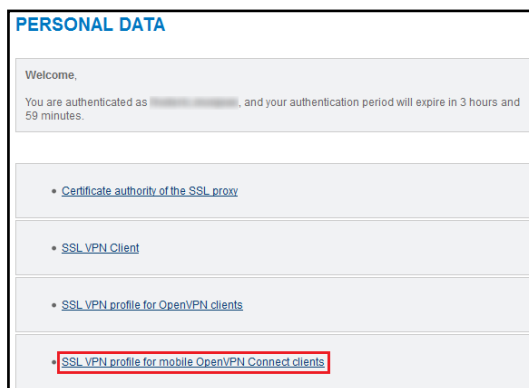 PERSONAL DATA
Welcome,
You are authenticated as , and your authentication period will expire in 3 hours and
59 minutes.
• Certificate authority of the SSL proxy
• SSL VPN Client
• SSL VPN profile for OpenVPN clients
• SSL VPN profile for mobile OpenVPN Connect clients